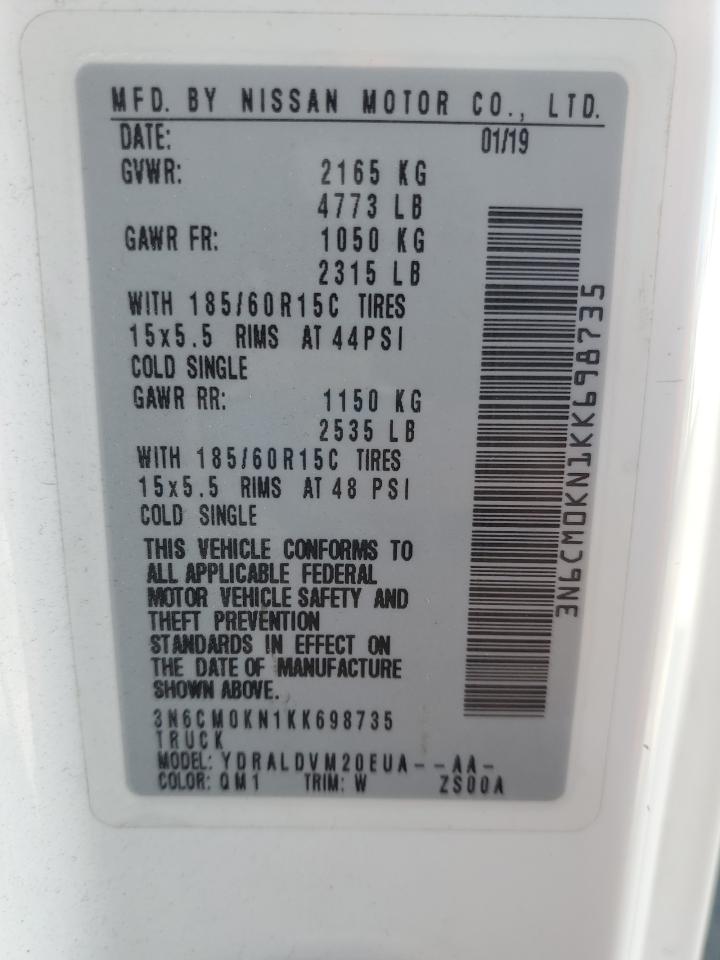 MFD. BY NISSAN MOTOR CO., LTD.
DATE: 01/19
GVWR: 2165 KG
4773 LB
GAWR FR: 1050 KG
2315 LB
WITH 185/60R15C TIRES
15x5.5 RIMS AT 44PSI
COLD SINGLE
GAWR RR: 1150 KG
2535 LB
WITH 185/60R15C TIRES
15x5.5 RIMS AT 48 PSI
COLD SINGLE
THIS VEHICLE CONFORMS TO
ALL APPLICABLE FEDERAL
MOTOR VEHICLE SAFETY AND
THEFT PREVENTION
STANDARDS IN EFFECT ON
THE DATE OF MANUFACTURE
SHOWN ABOVE.
3N6CM0KN1KK698735
TRUCK
MODEL: YDRALDVM20EUA--AA-
COLOR: QM1 TRIM: W ZS00A
3N6CM0KN1KK698735